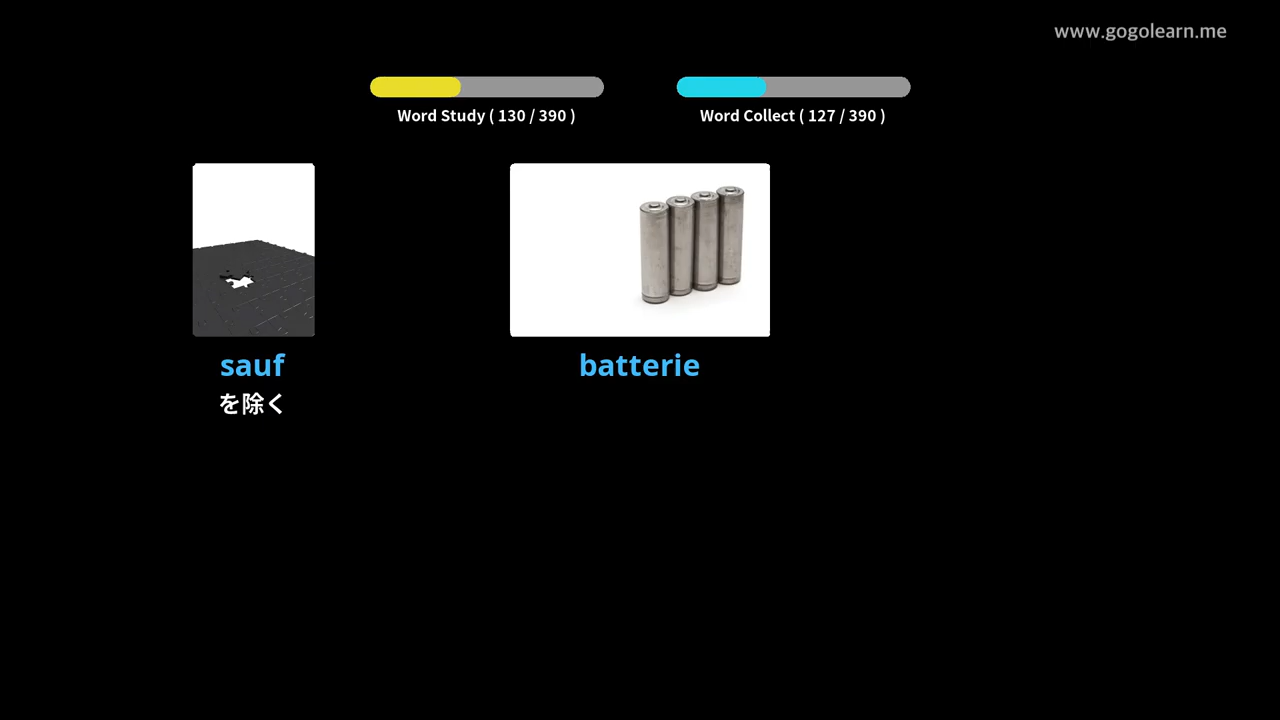 www.gogolearn.me
Word Study ( 130 / 390 )
Word Collect ( 127 / 390 )
sauf
を除く
batterie